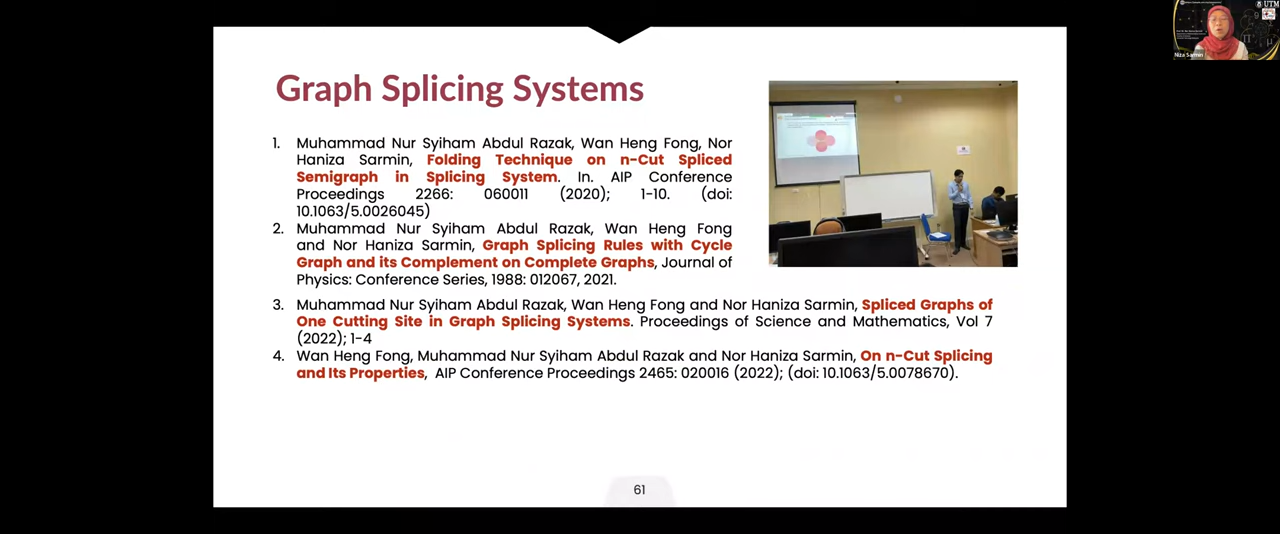 Graph Splicing Systems
1. Muhammad Nur Syiham Abdul Razak, Wan Heng Fong, Nor
Haniza Sarmin, Folding Technique on n-Cut Spliced
Semigraph in Splicing System. In. AIP Conference
Proceedings 2266: 060011 (2020); 1-10. (doi:
10.1063/5.0026045)
2. Muhammad Nur Syiham Abdul Razak, Wan Heng Fong
and Nor Haniza Sarmin, Graph Splicing Rules with Cycle
Graph and its Complement on Complete Graphs, Journal of
Physics: Conference Series, 1988: 012067, 2021.
3. Muhammad Nur Syiham Abdul Razak, Wan Heng Fong and Nor Haniza Sarmin, Spliced Graphs of
One Cutting Site in Graph Splicing Systems. Proceedings of Science and Mathematics, Vol 7
(2022); 1-4
4. Wan Heng Fong, Muhammad Nur Syiham Abdul Razak and Nor Haniza Sarmin, On n-Cut Splicing
and Its Properties, AIP Conference Proceedings 2465: 020016 (2022); (doi: 10.1063/5.0078670).
61
UTM
Niza Sarmin